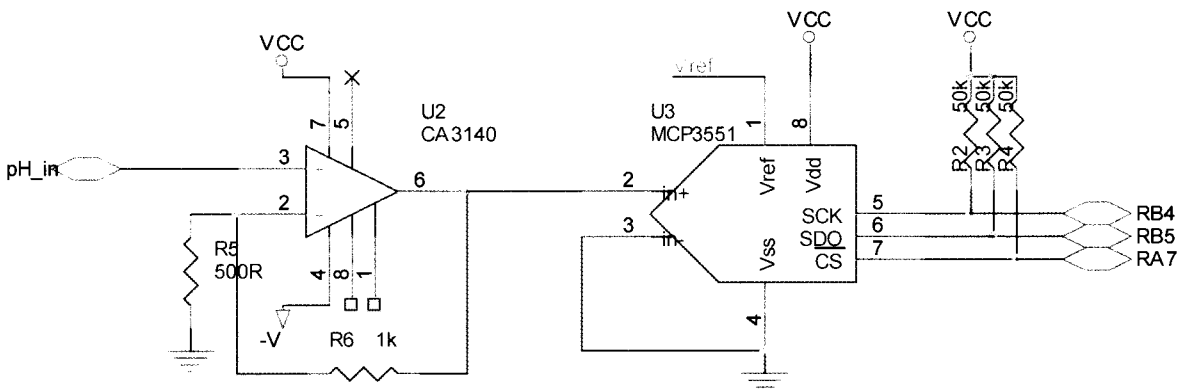 VCC
VCC
VCC
Vref
U2
CA3140
U3
MCP3551
50k
50k
50k
R2
R3
R4
7
5
1
8
pH_in
3
6
2
in+
Vref
Vdd
2
3
in-
SCK
5
RB4
SDO
6
RB5
CS
7
RA7
Vss
R5
500R
4
8
1
4
-V
R6 1k